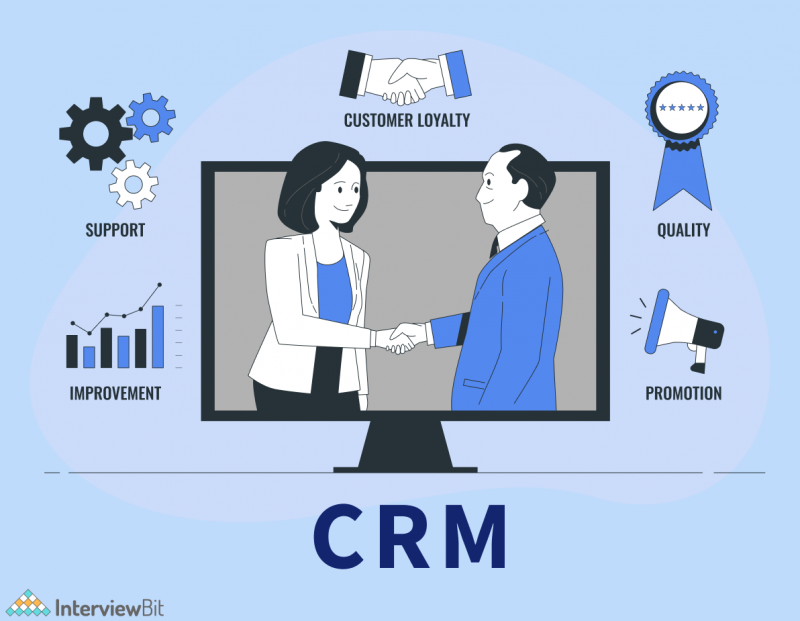 CUSTOMER LOYALTY
SUPPORT
QUALITY
IMPROVEMENT
PROMOTION
CRM
InterviewBit